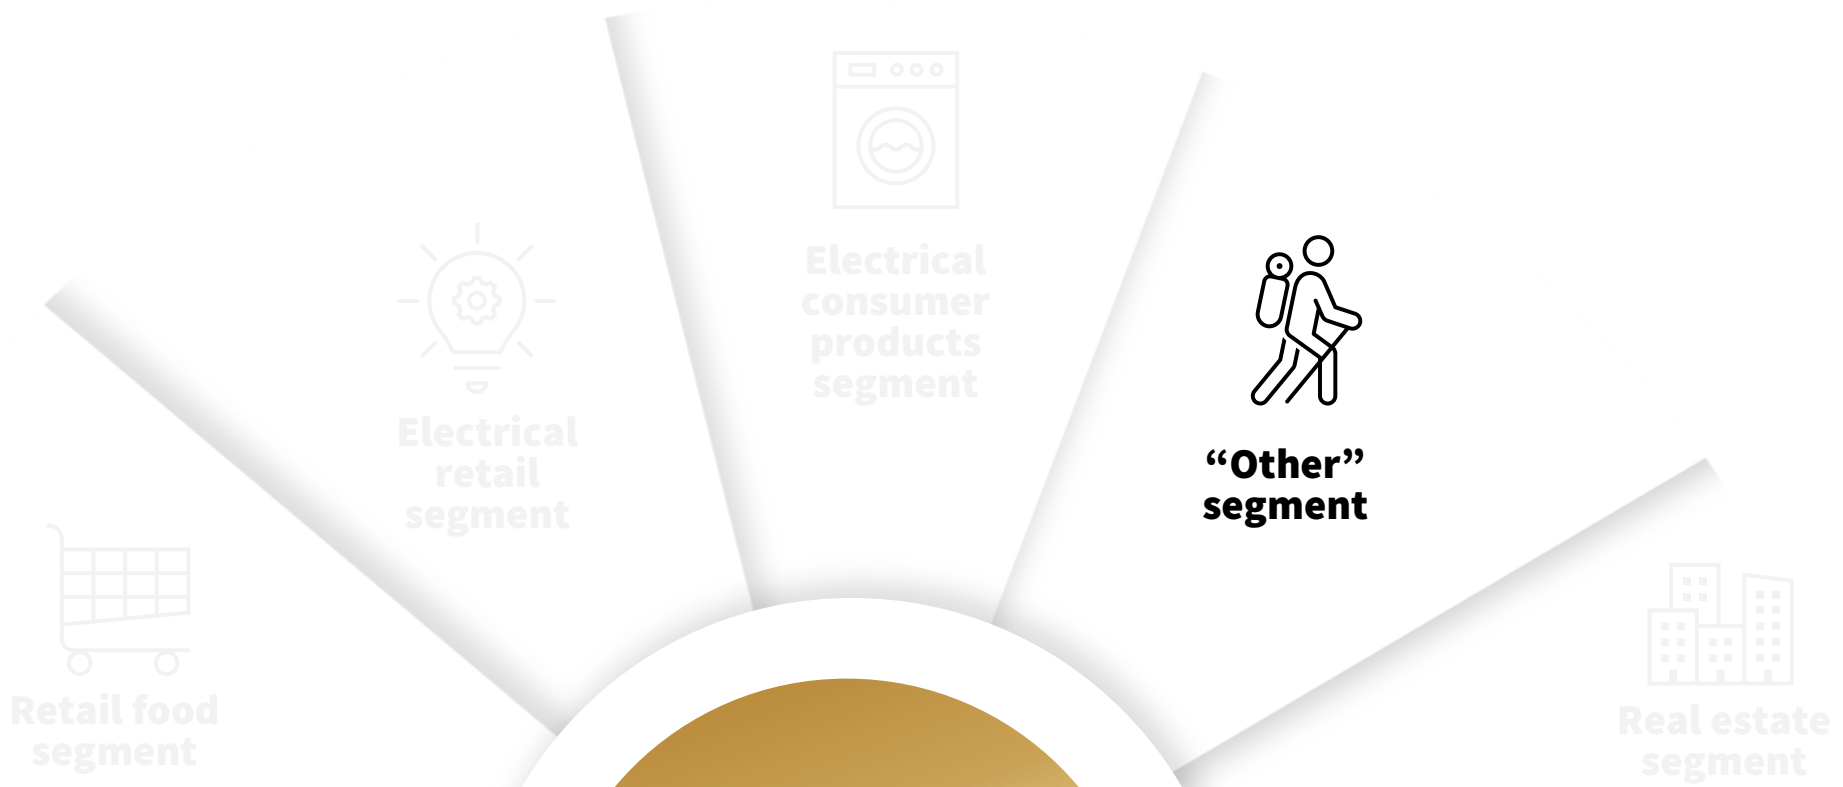 Retail food
segment
Electrical
retail
segment
Electrical
consumer
products
segment
“Other”
segment
Real estate
segment